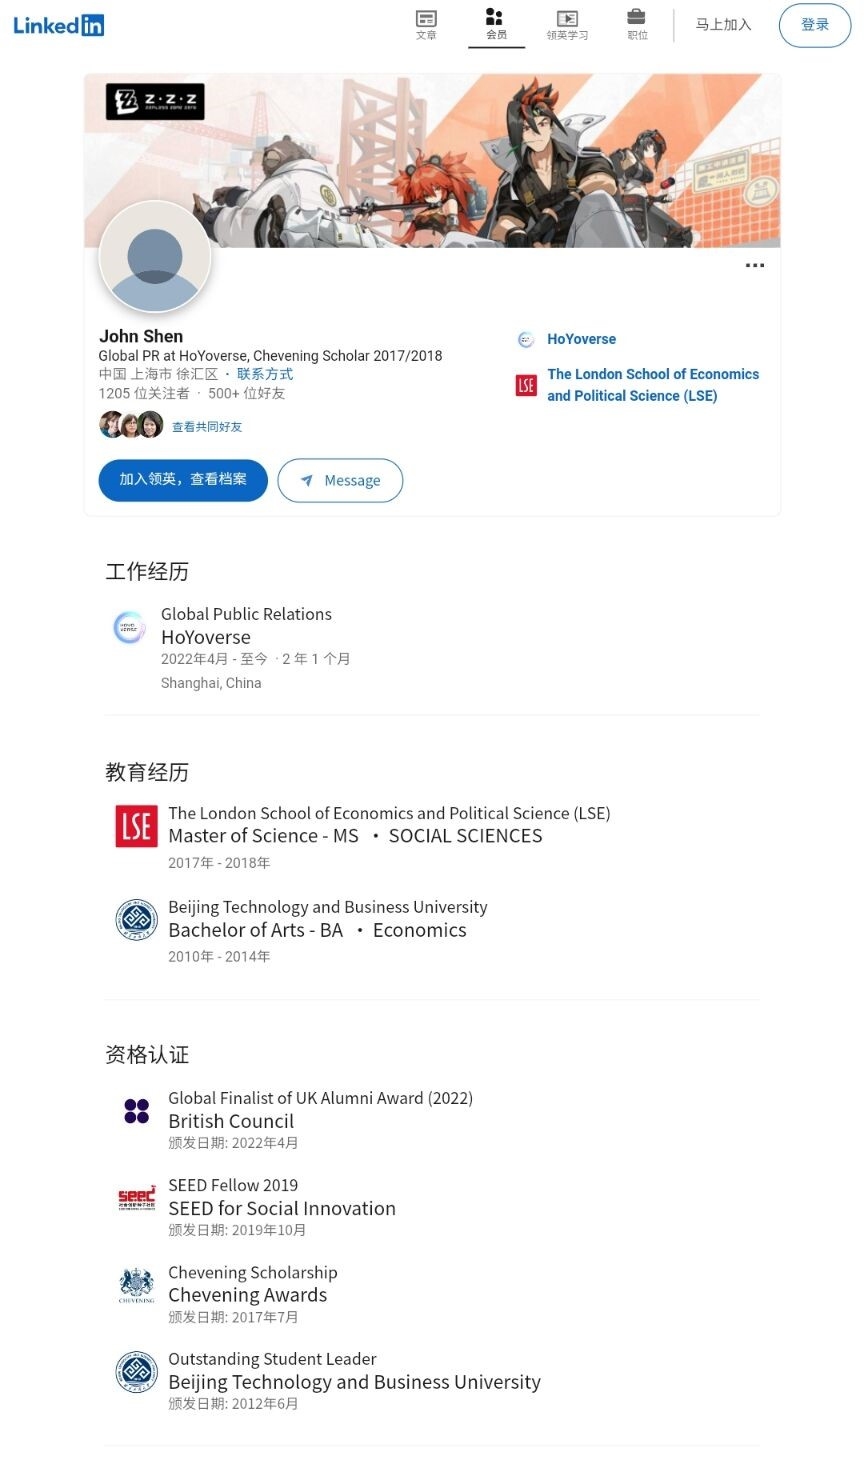 Linked in
文章
会员
领英学习
职位
马上加入
登录
Z·Z·Z
ZENLESS ZONE ZERO
John Shen
Global PR at HoYoverse, Chevening Scholar 2017/2018
中国 上海市 徐汇区 · 联系方式
1205 位关注者 · 500+ 位好友
查看共同好友
HoYoverse
LSE
The London School of Economics
and Political Science (LSE)
加入领英，查看档案
Message
工作经历
HOYO
VERSE
Global Public Relations
HoYoverse
2022年4月 - 至今 · 2 年 1 个月
Shanghai, China
教育经历
LSE
The London School of Economics and Political Science (LSE)
Master of Science - MS • SOCIAL SCIENCES
2017年 - 2018年
Beijing Technology and Business University
Bachelor of Arts - BA • Economics
2010年 - 2014年
资格认证
Global Finalist of UK Alumni Award (2022)
British Council
颁发日期: 2022年4月
seed
SEED Fellow 2019
SEED for Social Innovation
颁发日期: 2019年10月
CHEVENING
Chevening Scholarship
Chevening Awards
颁发日期: 2017年7月
Outstanding Student Leader
Beijing Technology and Business University
颁发日期: 2012年6月